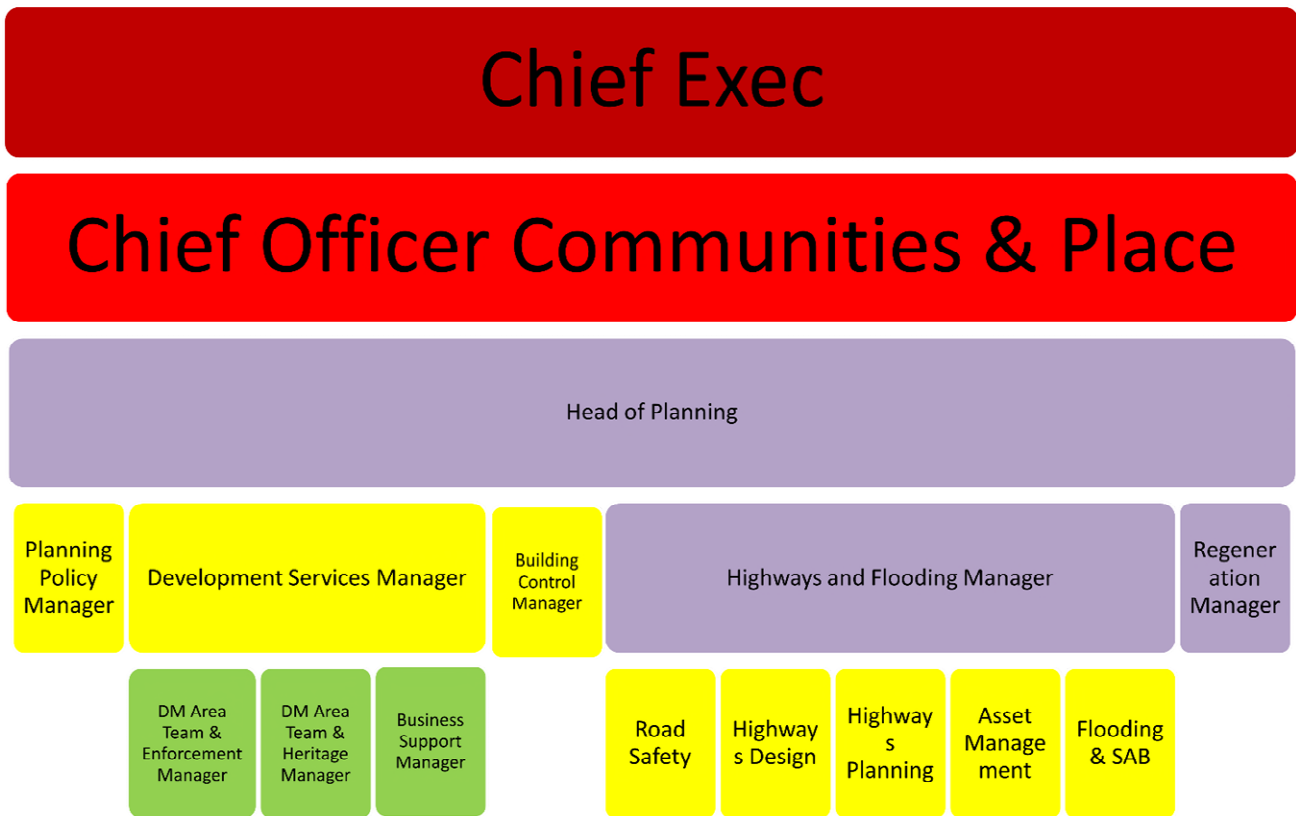 Chief Exec
Chief Officer Communities & Place
Head of Planning
Planning
Policy
Manager
Development Services Manager
Building
Control
Manager
Highways and Flooding Manager
Regener
ation
Manager
DM Area
Team &
Enforcement
Manager
DM Area
Team &
Heritage
Manager
Business
Support
Manager
Road
Safety
Highway
s Design
Highway
s
Planning
Asset
Manage
ment
Flooding
& SAB